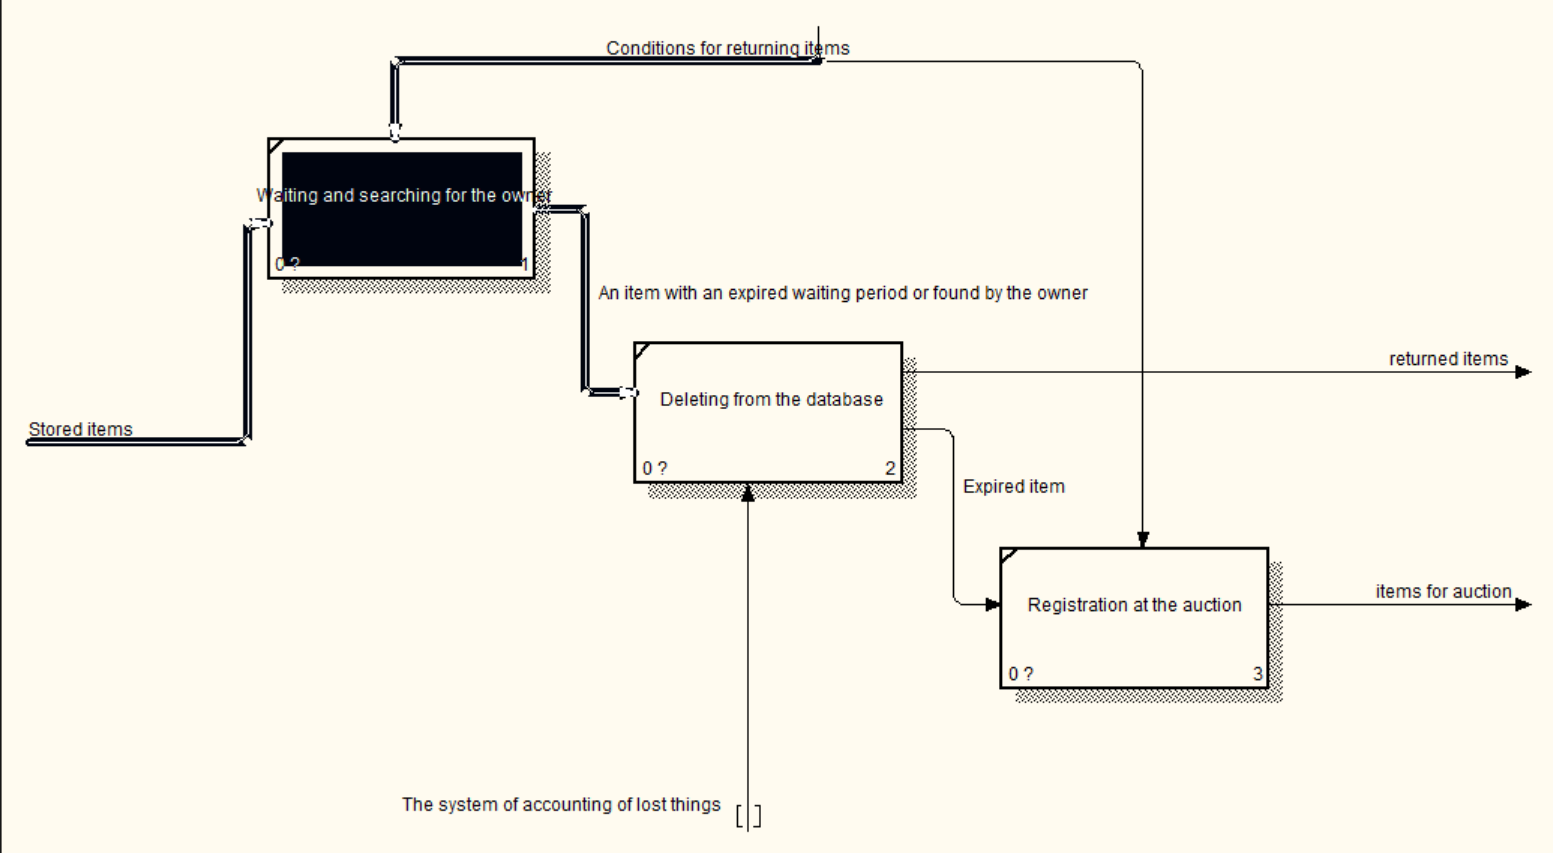 Conditions for returning items
Waiting and searching for the owner
0 ?
1
An item with an expired waiting period or found by the owner
returned items
Deleting from the database
Stored items
0 ?
2
Expired item
items for auction
Registration at the auction
0 ?
3
The system of accounting of lost things